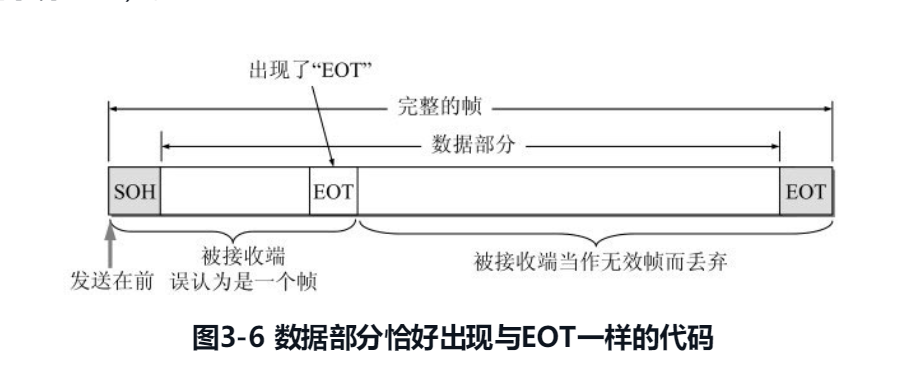 出现了“EOT”
完整的帧
数据部分
SOH
EOT
EOT
发送在前
被接收端
误认为是一个帧
被接收端当作无效帧而丢弃
图3-6 数据部分恰好出现与EOT一样的代码